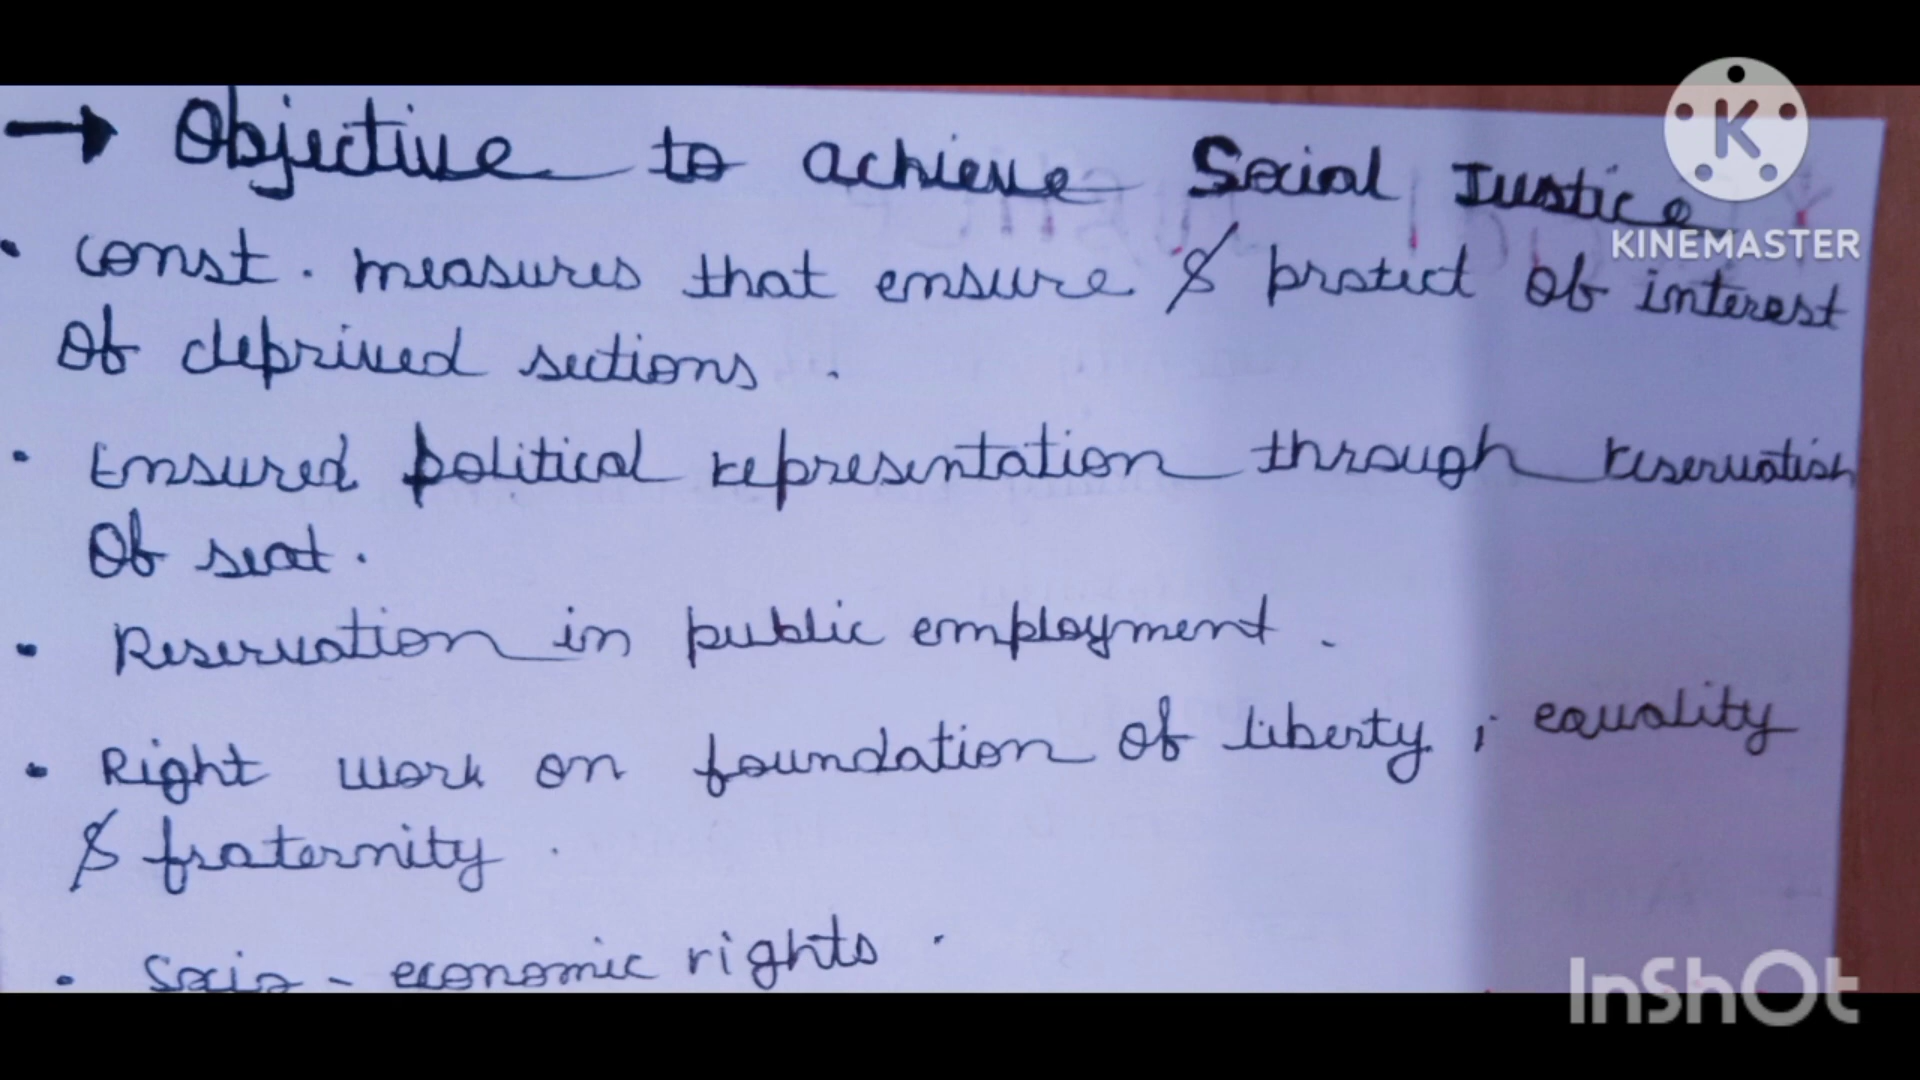 → Objective to achieve Social Justice
K
KINEMASTER
• const. measures that ensure & protect of interest
of deprived sections.
• Ensured political representation through reservation
of seat.
• Reservation in public employment.
• Right work on foundation of liberty, equality
& fraternity.
• Socio - economic rights.
InShOt